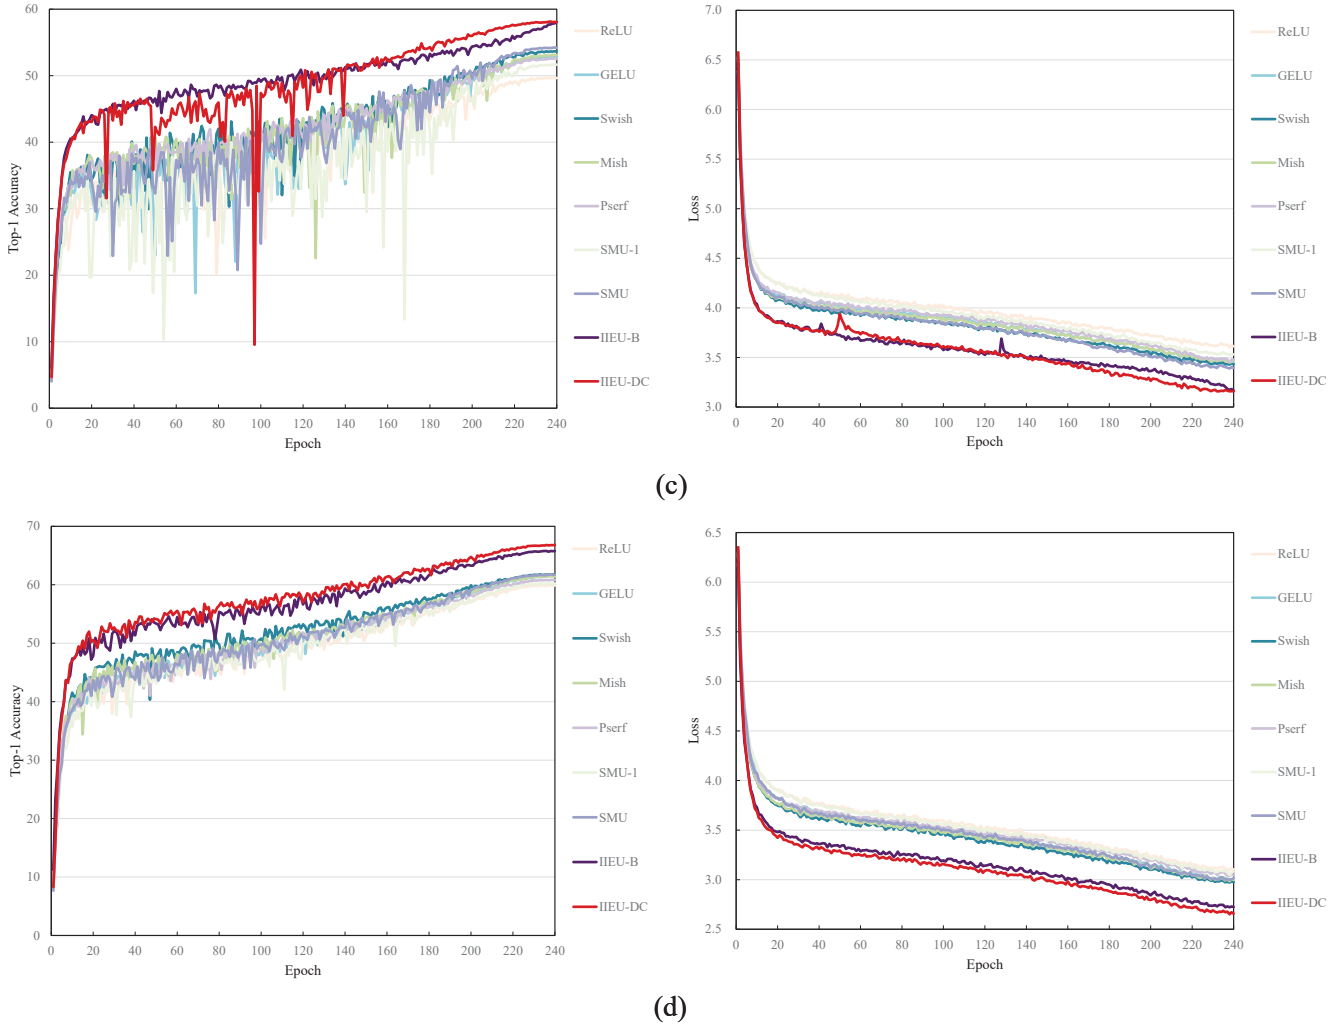 60
50
40
30
20
10
0
Top-1 Accuracy
0 20 40 60 80 100 120 140 160 180 200 220 240
Epoch
ReLU
GELU
Swish
Mish
Pserf
SMU-1
SMU
IIEU-B
IIEU-DC
7.0
6.5
6.0
5.5
5.0
4.5
4.0
3.5
3.0
Loss
0 20 40 60 80 100 120 140 160 180 200 220 240
Epoch
ReLU
GELU
Swish
Mish
Pserf
SMU-1
SMU
IIEU-B
IIEU-DC
(c)
70
60
50
40
30
20
10
0
Top-1 Accuracy
0 20 40 60 80 100 120 140 160 180 200 220 240
Epoch
ReLU
GELU
Swish
Mish
Pserf
SMU-1
SMU
IIEU-B
IIEU-DC
6.5
6.0
5.5
5.0
4.5
4.0
3.5
3.0
2.5
Loss
0 20 40 60 80 100 120 140 160 180 200 220 240
Epoch
ReLU
GELU
Swish
Mish
Pserf
SMU-1
SMU
IIEU-B
IIEU-DC
(d)